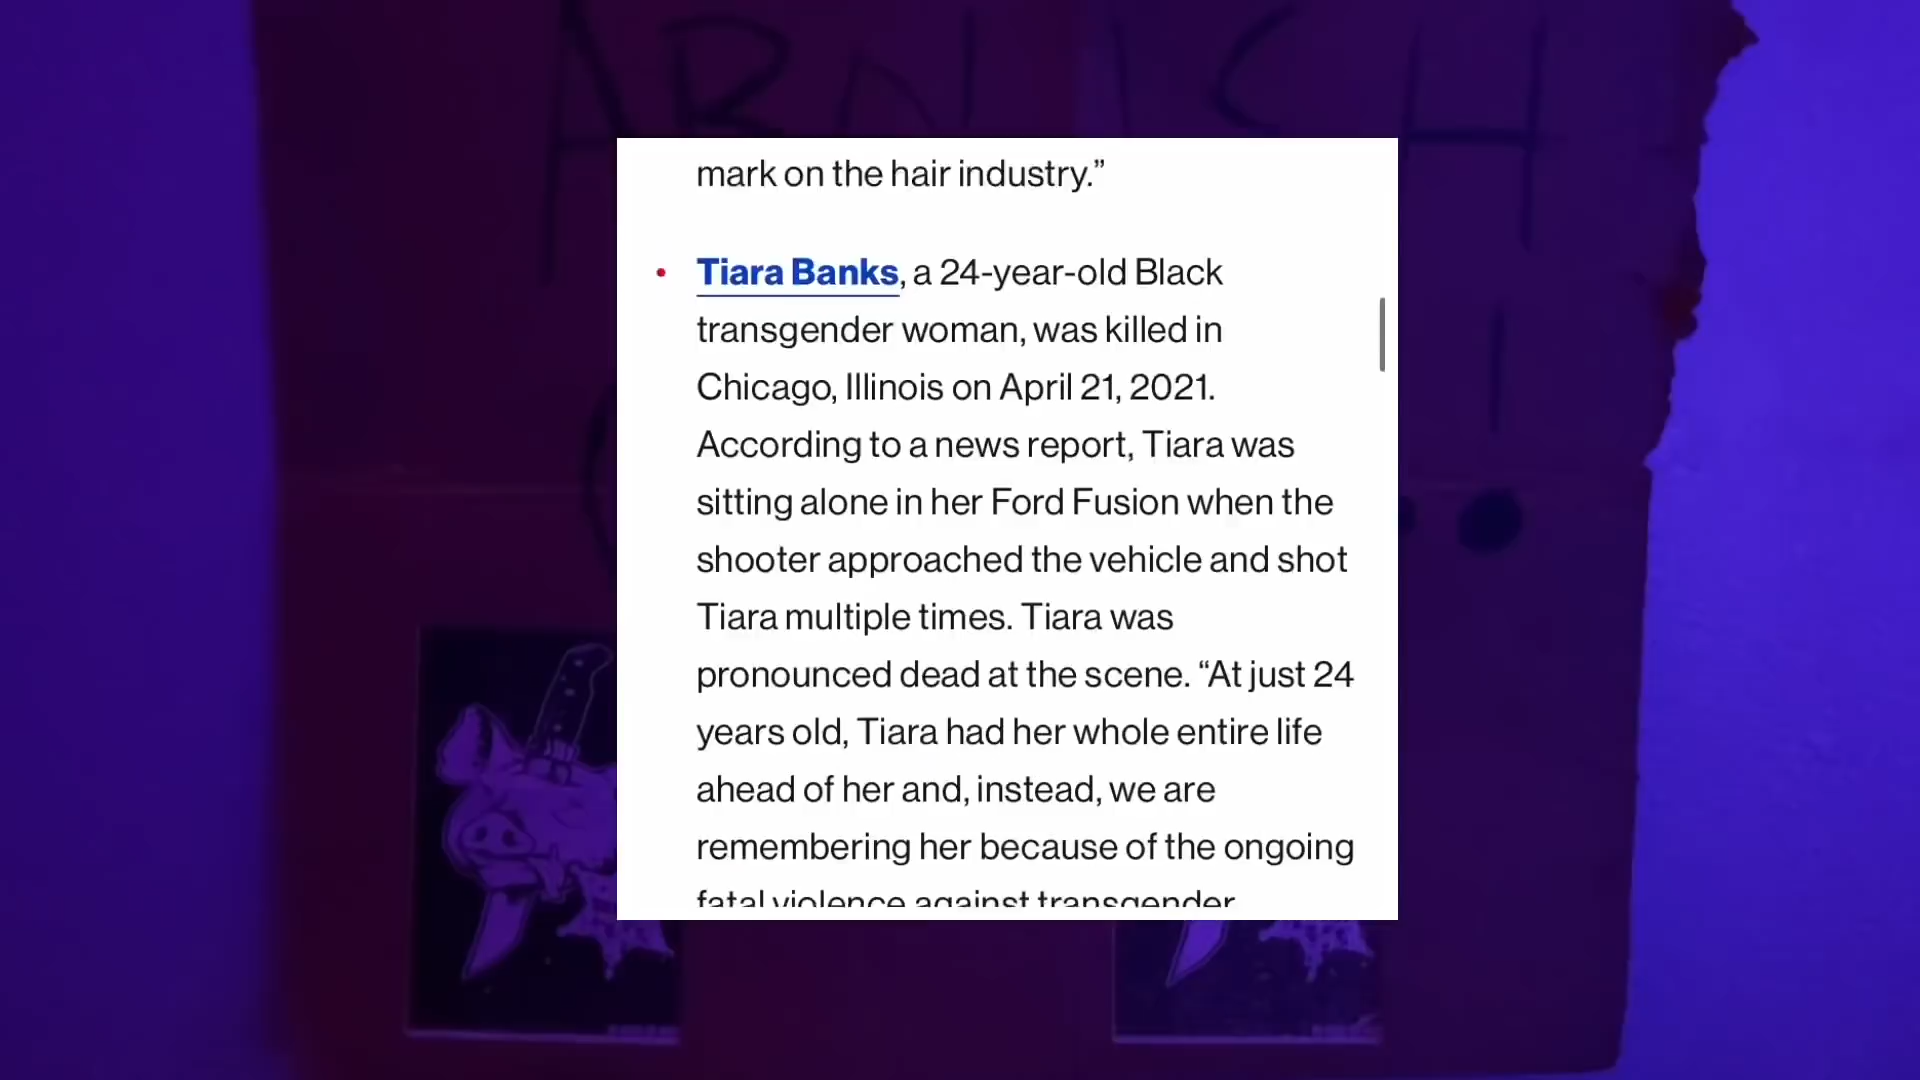 mark on the hair industry.”
• Tiara Banks, a 24-year-old Black
transgender woman, was killed in
Chicago, Illinois on April 21, 2021.
According to a news report, Tiara was
sitting alone in her Ford Fusion when the
shooter approached the vehicle and shot
Tiara multiple times. Tiara was
pronounced dead at the scene. “At just 24
years old, Tiara had her whole entire life
ahead of her and, instead, we are
remembering her because of the ongoing
fatal violence against transgender